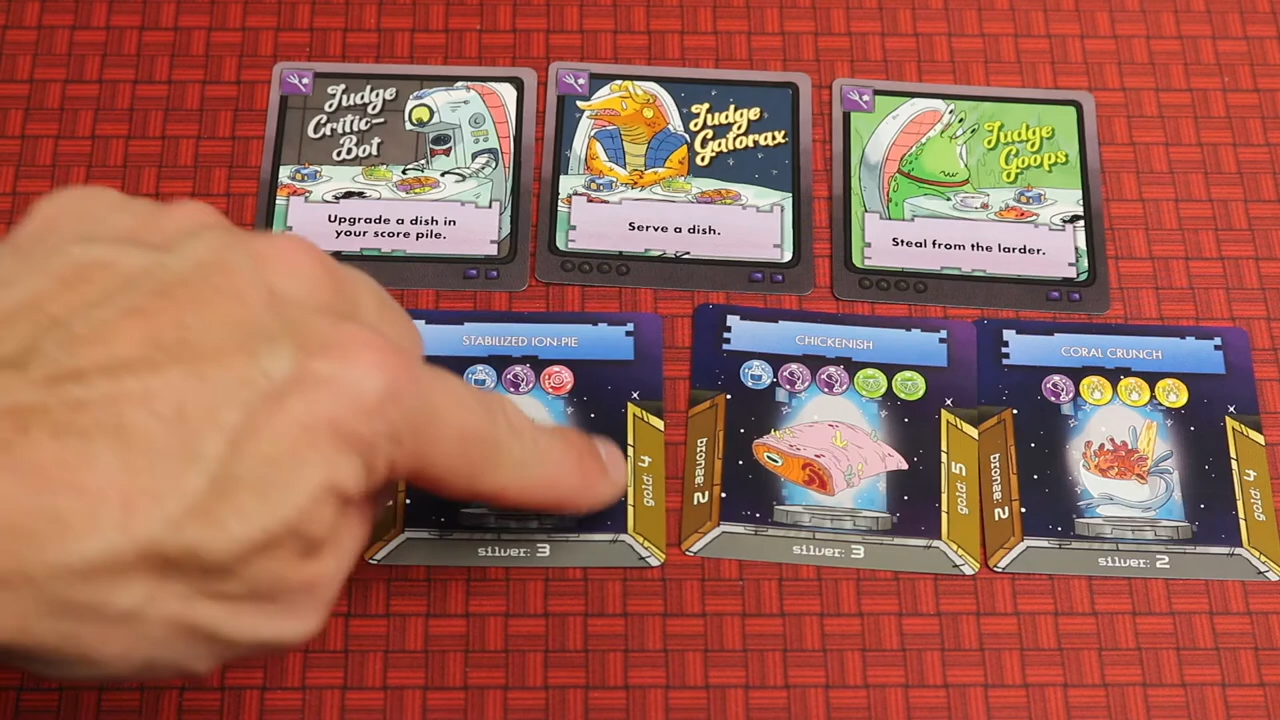 Judge
Critic-
Bot
Upgrade a dish in
your score pile.
Judge
Gatorax
Serve a dish.
Judge
Goops
Steal from the larder.
STABILIZED ION-PIE
gold: 4
silver: 3
CHICKENISH
bronze: 2
gold: 5
silver: 3
CORAL CRUNCH
bronze: 2
gold: 4
silver: 2